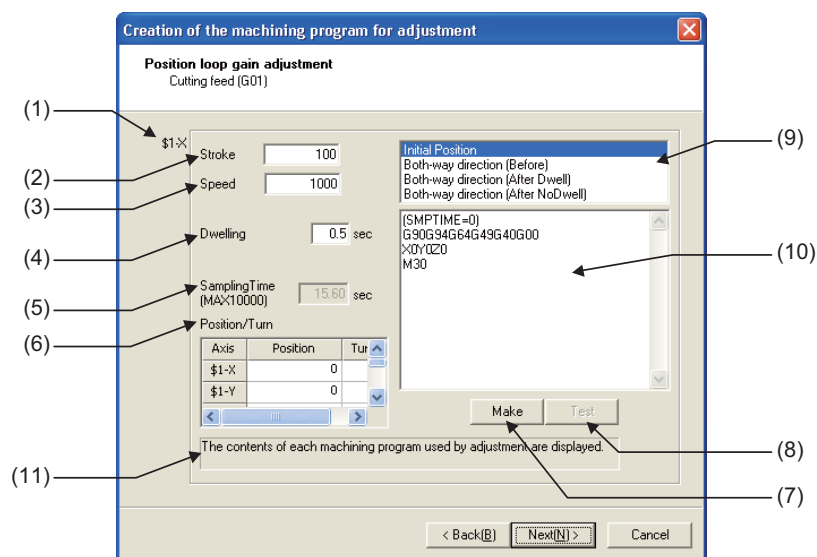 Creation of the machining program for adjustment
Position loop gain adjustment
Cutting feed (G01)
(1)
$1-X
(2)
Stroke
100
(3)
Speed
1000
(4)
Dwelling
0.5 sec
(5)
SamplingTime
(MAX10000)
15.60 sec
(6)
Position/Turn
Axis Position Tur
$1-X 0
$1-Y 0
Initial Position
Both-way direction (Before)
Both-way direction (After Dwell)
Both-way direction (After NoDwell)
(9)
(SMPTIME=0)
G90G94G64G49G40G00
X0Y0Z0
M30
(10)
Make
Test
(8)
(7)
(11)
The contents of each machining program used by adjustment are displayed.
< Back(B)
Next(N) >
Cancel